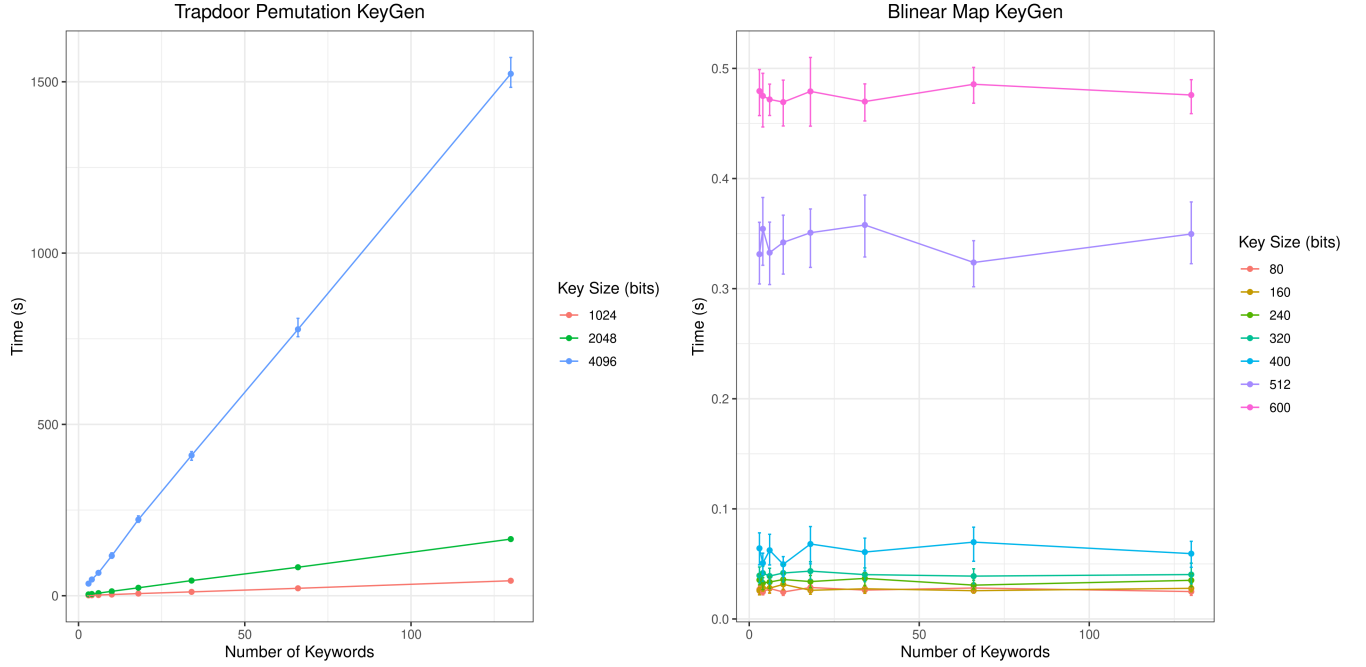 Trapdoor Pemutation KeyGen
1500
1000
500
0
0 50 100
Time (s)
Number of Keywords
Key Size (bits)
1024
2048
4096
Blinear Map KeyGen
0.5
0.4
0.3
0.2
0.1
0.0
0 50 100
Time (s)
Number of Keywords
Key Size (bits)
80
160
240
320
400
512
600